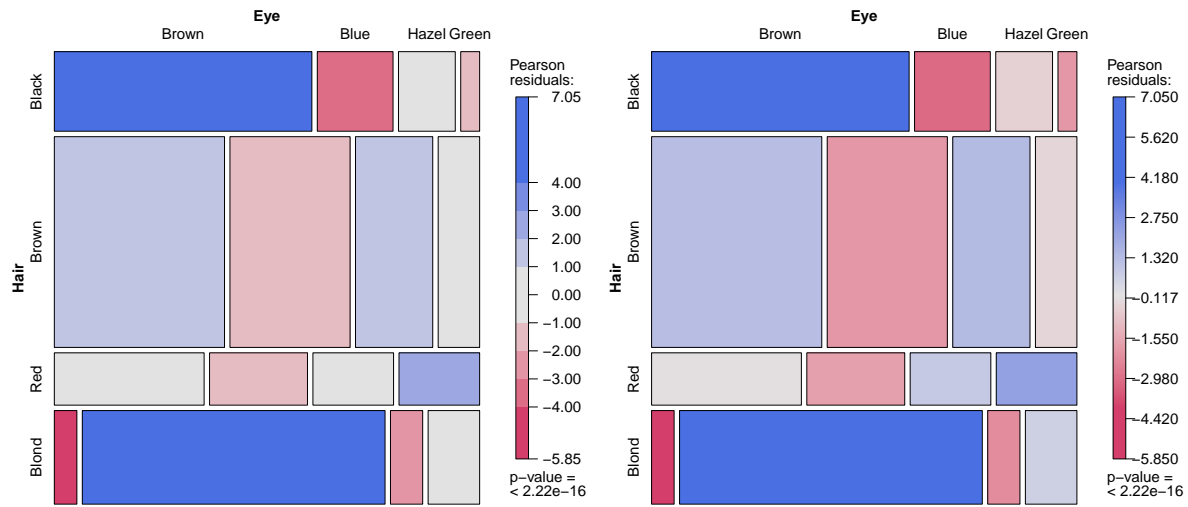 Eye
Brown Blue Hazel Green
Hair
Black
Brown
Red
Blond
Pearson
residuals:
7.05
4.00
3.00
2.00
1.00
0.00
−1.00
−2.00
−3.00
−4.00
−5.85
p−value =
< 2.22e−16
Eye
Brown Blue Hazel Green
Hair
Black
Brown
Red
Blond
Pearson
residuals:
7.050
5.620
4.180
2.750
1.320
−0.117
−1.550
−2.980
−4.420
−5.850
p−value =
< 2.22e−16